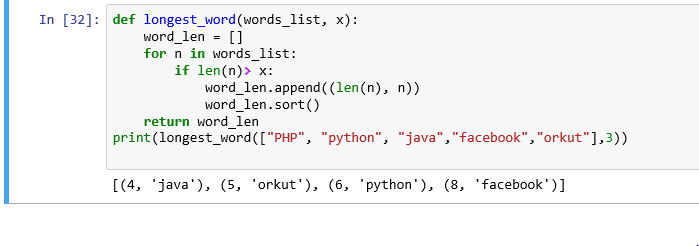 In [32]: def longest_word(words_list, x):
    word_len = []
    for n in words_list:
        if len(n)> x:
            word_len.append((len(n), n))
            word_len.sort()
    return word_len
print(longest_word(["PHP", "python", "java","facebook","orkut"],3))
[(4, 'java'), (5, 'orkut'), (6, 'python'), (8, 'facebook')]